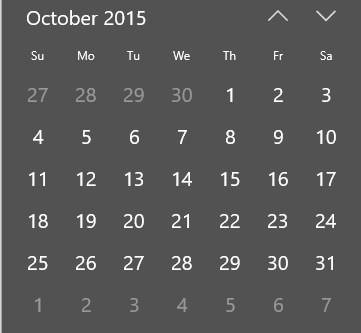 October 2015
Su Mo Tu We Th Fr Sa
27 28 29 30 1 2 3
4 5 6 7 8 9 10
11 12 13 14 15 16 17
18 19 20 21 22 23 24
25 26 27 28 29 30 31
1 2 3 4 5 6 7